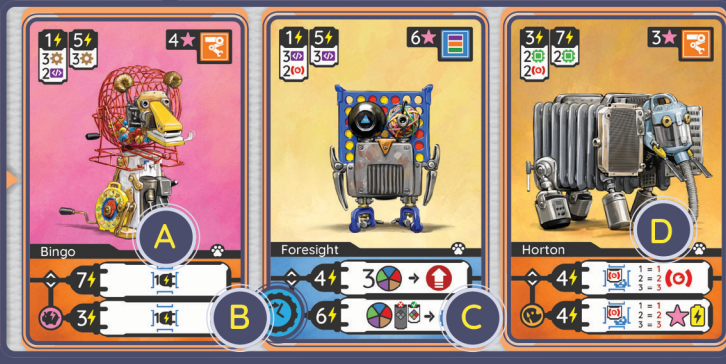 1 5 4
3 3
2
Bingo
A
7 1
3 1
B
1 5 6
3 3
2
Foresight
4 3
6
C
3 7 3
2 2
2
Horton
D
4 1 = 1
2 = 2
3 = 3
4 1 = 1
2 = 2
3 = 3